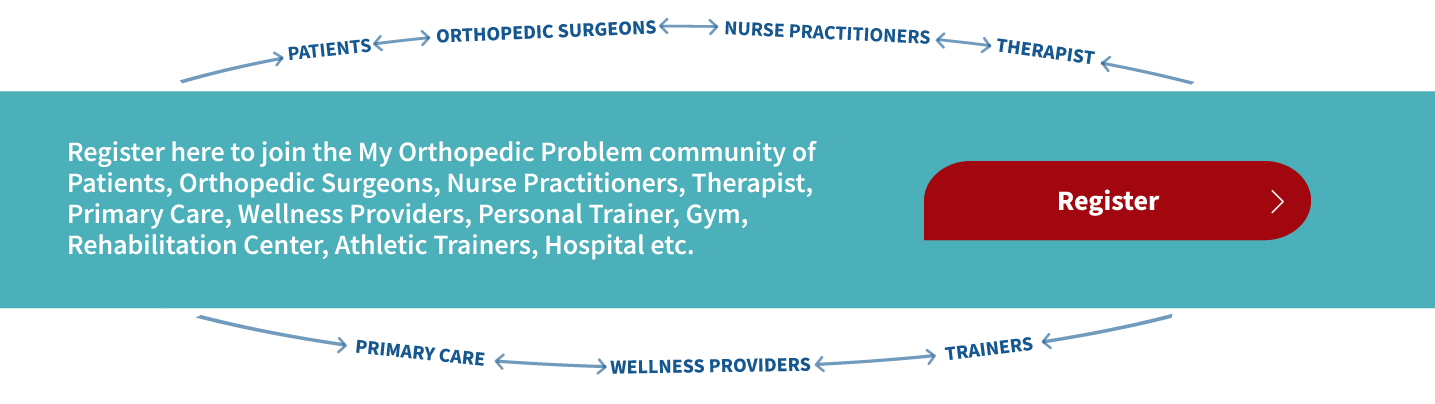 PATIENTS
ORTHOPEDIC SURGEONS
NURSE PRACTITIONERS
THERAPIST
Register here to join the My Orthopedic Problem community of
Patients, Orthopedic Surgeons, Nurse Practitioners, Therapist,
Primary Care, Wellness Providers, Personal Trainer, Gym,
Rehabilitation Center, Athletic Trainers, Hospital etc.
Register
PRIMARY CARE
WELLNESS PROVIDERS
TRAINERS